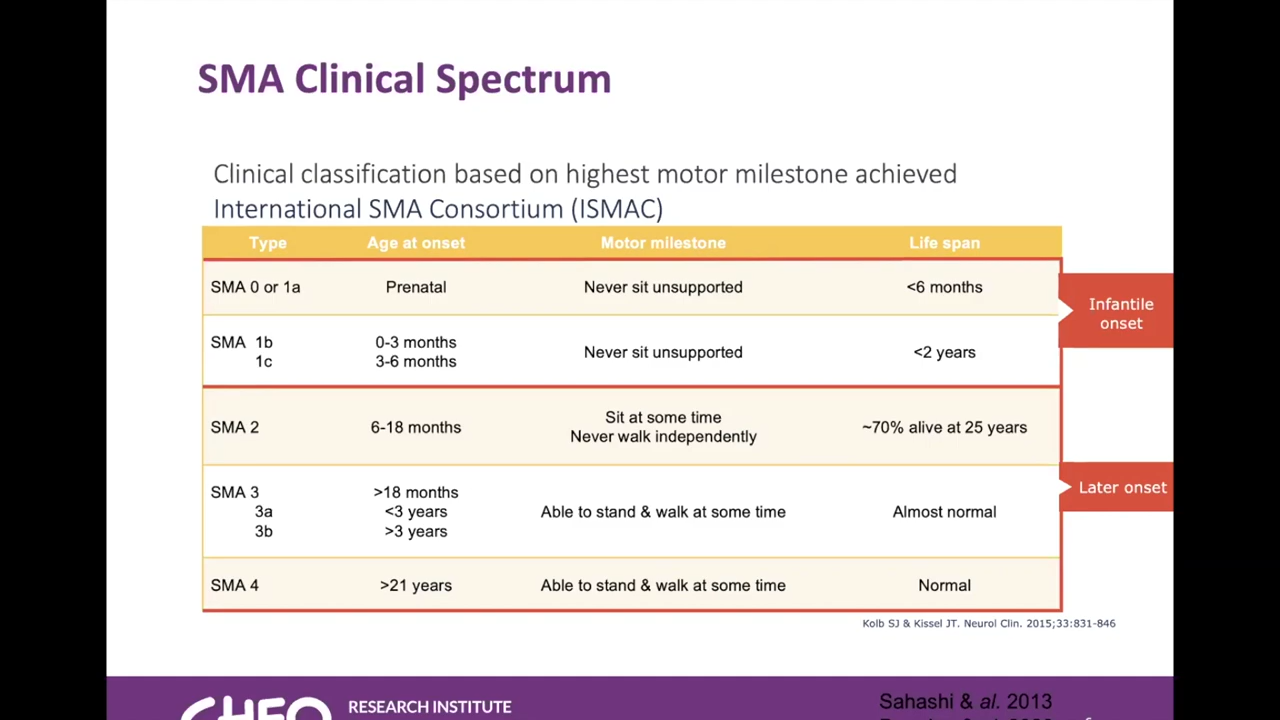 SMA Clinical Spectrum
Clinical classification based on highest motor milestone achieved
International SMA Consortium (ISMAC)
Type Age at onset Motor milestone Life span
SMA 0 or 1a Prenatal Never sit unsupported <6 months
SMA 1b 0-3 months
1c 3-6 months
Never sit unsupported <2 years
Infantile
onset
SMA 2 6-18 months
Sit at some time
Never walk independently
~70% alive at 25 years
SMA 3 >18 months
3a <3 years
3b >3 years
Able to stand & walk at some time Almost normal
Later onset
SMA 4 >21 years Able to stand & walk at some time Normal
Kolb SJ & Kissel JT. Neurol Clin. 2015;33:831-846
CHEO RESEARCH INSTITUTE
Sahashi & al. 2013